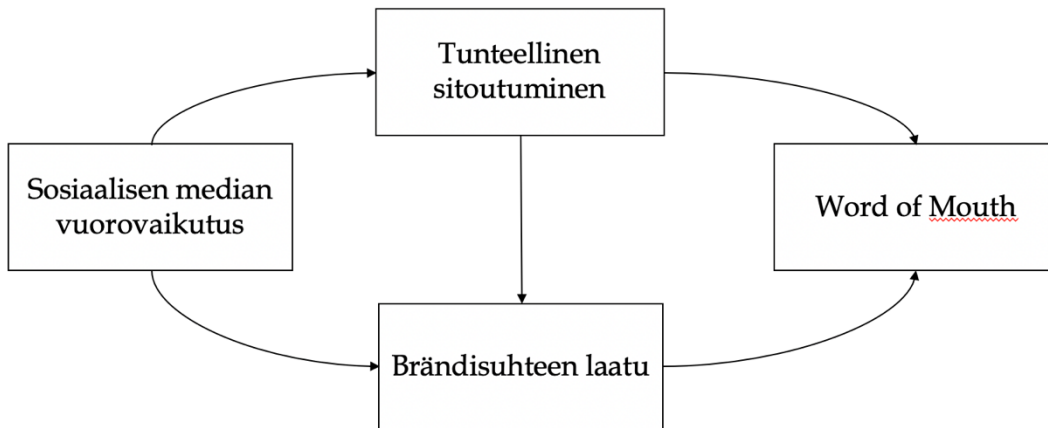 Tunteellinen
sitoutuminen
Sosiaalisen median
vuorovaikutus
Word of Mouth
Brändisuhteen laatu